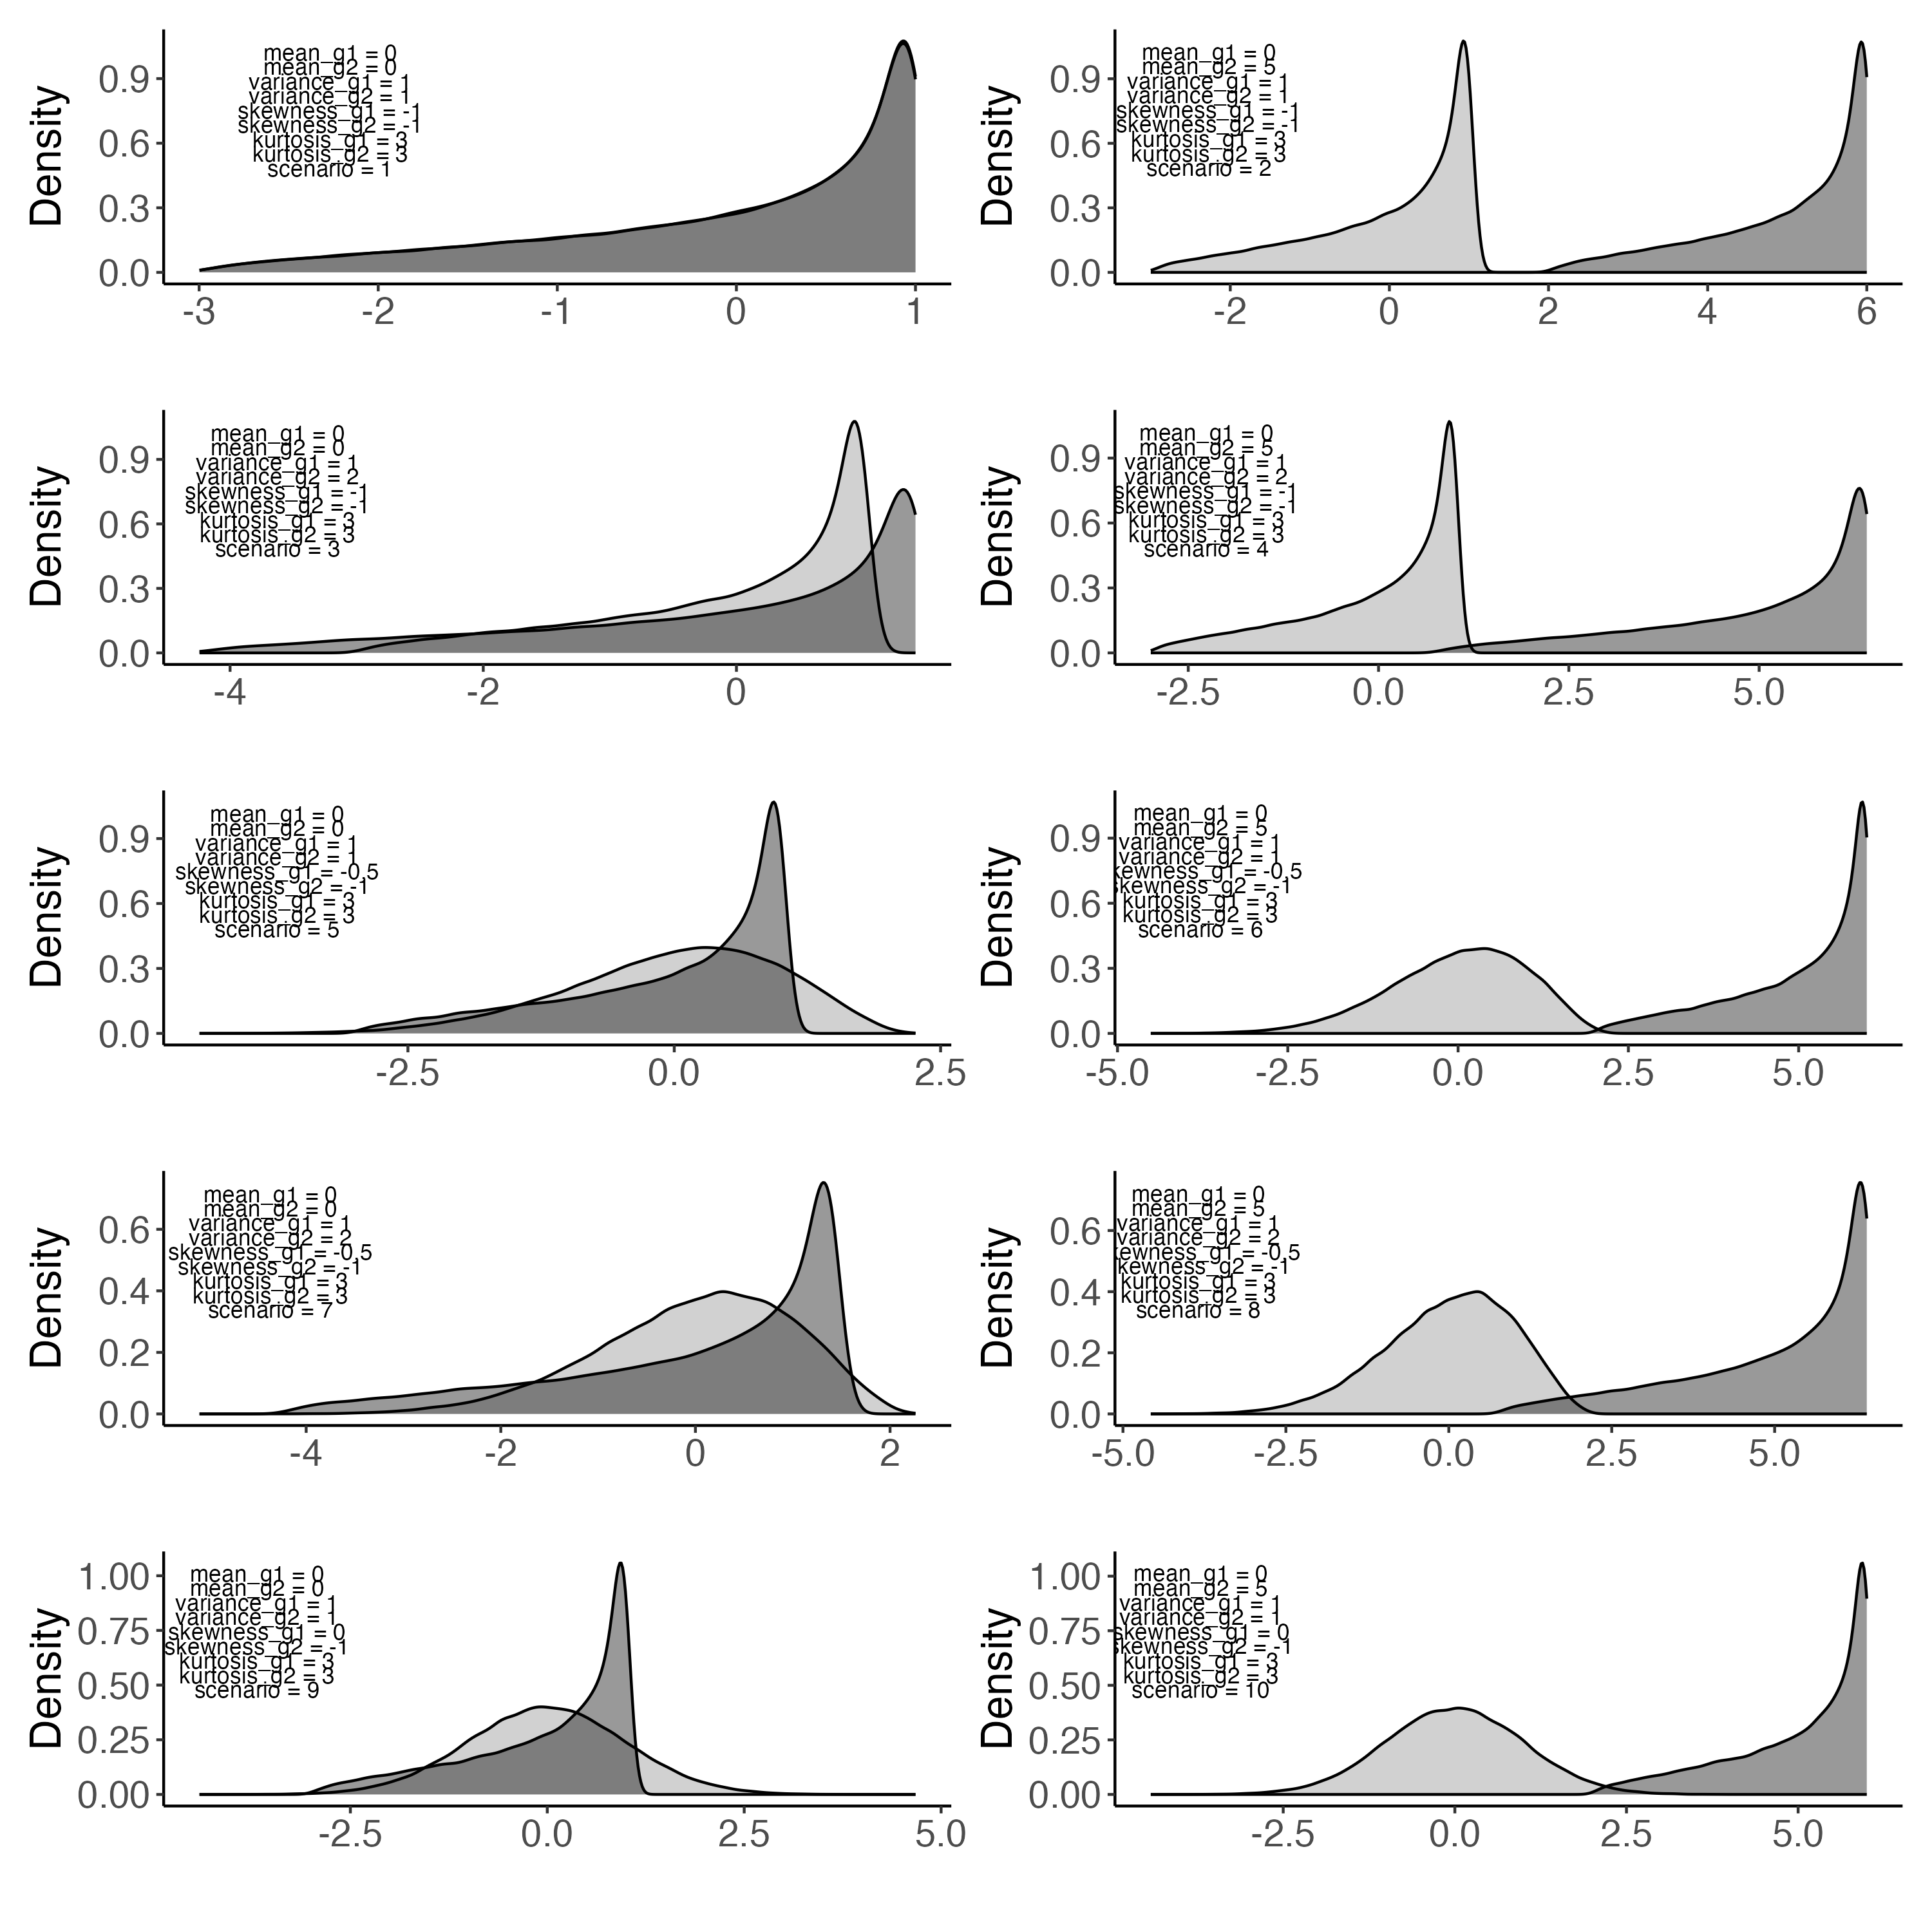 Density
0.9
0.6
0.3
0.0
mean_g1 = 0
mean_g2 = 0
variance_g1 = 1
variance_g2 = 1
skewness_g1 = -1
skewness_g2 = -1
kurtosis_g1 = 3
kurtosis_g2 = 3
scenario = 1
-3 -2 -1 0 1
Density
0.9
0.6
0.3
0.0
mean_g1 = 0
mean_g2 = 5
variance_g1 = 1
variance_g2 = 1
skewness_g1 = -1
skewness_g2 = -1
kurtosis_g1 = 3
kurtosis_g2 = 3
scenario = 2
-2 0 2 4 6
Density
0.9
0.6
0.3
0.0
mean_g1 = 0
mean_g2 = 0
variance_g1 = 1
variance_g2 = 2
skewness_g1 = -1
skewness_g2 = -1
kurtosis_g1 = 3
kurtosis_g2 = 3
scenario = 3
-4 -2 0
Density
0.9
0.6
0.3
0.0
mean_g1 = 0
mean_g2 = 5
variance_g1 = 1
variance_g2 = 2
skewness_g1 = -1
skewness_g2 = -1
kurtosis_g1 = 3
kurtosis_g2 = 3
scenario = 4
-2.5 0.0 2.5 5.0
Density
0.9
0.6
0.3
0.0
mean_g1 = 0
mean_g2 = 0
variance_g1 = 1
variance_g2 = 1
skewness_g1 = -0.5
skewness_g2 = -1
kurtosis_g1 = 3
kurtosis_g2 = 3
scenario = 5
-2.5 0.0 2.5
Density
0.9
0.6
0.3
0.0
mean_g1 = 0
mean_g2 = 5
variance_g1 = 1
variance_g2 = 1
kewness_g1 = -0.5
skewness_g2 = -1
kurtosis_g1 = 3
kurtosis_g2 = 3
scenario = 6
-5.0 -2.5 0.0 2.5 5.0
Density
0.6
0.4
0.2
0.0
mean_g1 = 0
mean_g2 = 0
variance_g1 = 1
variance_g2 = 2
skewness_g1 = -0.5
skewness_g2 = -1
kurtosis_g1 = 3
kurtosis_g2 = 3
scenario = 7
-4 -2 0 2
Density
0.6
0.4
0.2
0.0
mean_g1 = 0
mean_g2 = 5
variance_g1 = 1
variance_g2 = 2
kewness_g1 = -0.5
kewness_g2 = -1
kurtosis_g1 = 3
kurtosis_g2 = 3
scenario = 8
-5.0 -2.5 0.0 2.5 5.0
Density
1.00
0.75
0.50
0.25
0.00
mean_g1 = 0
mean_g2 = 0
variance_g1 = 1
variance_g2 = 1
skewness_g1 = 0
skewness_g2 = -1
kurtosis_g1 = 3
kurtosis_g2 = 3
scenario = 9
-2.5 0.0 2.5 5.0
Density
1.00
0.75
0.50
0.25
0.00
mean_g1 = 0
mean_g2 = 5
variance_g1 = 1
variance_g2 = 1
skewness_g1 = 0
skewness_g2 = -1
kurtosis_g1 = 3
kurtosis_g2 = 3
scenario = 10
-2.5 0.0 2.5 5.0